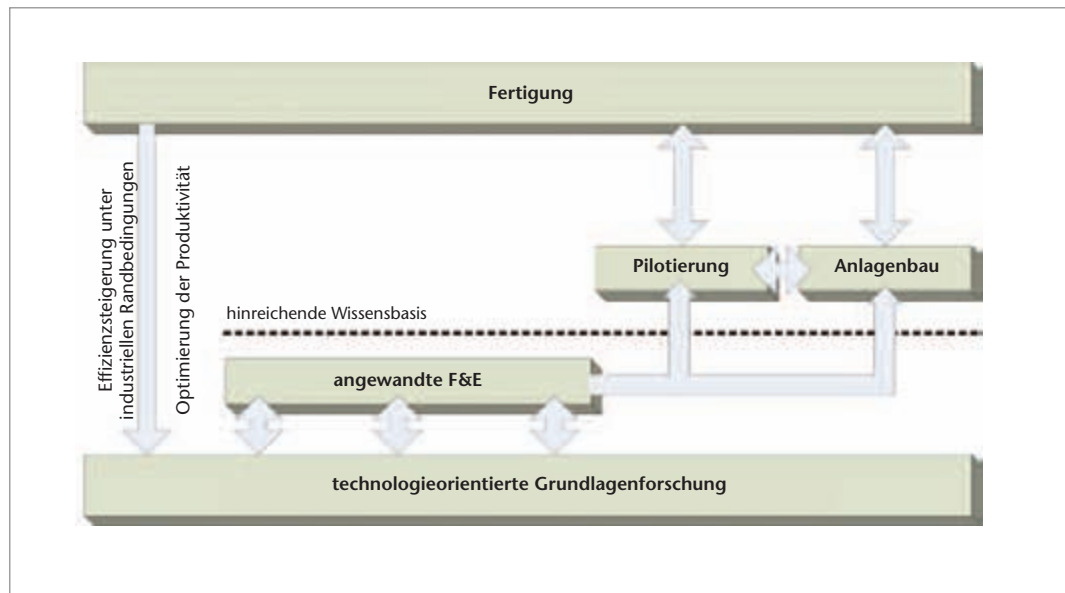 Fertigung
Effizienzsteigerung unter
industriellen Randbedingungen
Optimierung der Produktivität
Pilotierung
Anlagenbau
hinreichende Wissensbasis
angewandte F&E
technologieorientierte Grundlagenforschung